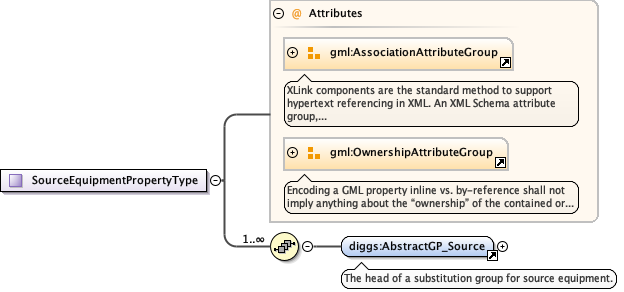 @ Attributes
gml:AssociationAttributeGroup
XLink components are the standard method to support
hypertext referencing in XML. An XML Schema attribute
group,...
gml:OwnershipAttributeGroup
Encoding a GML property inline vs. by-reference shall not
imply anything about the “ownership” of the contained or...
SourceEquipmentPropertyType
1..∞
diggs:AbstractGP_Source
The head of a substitution group for source equipment.